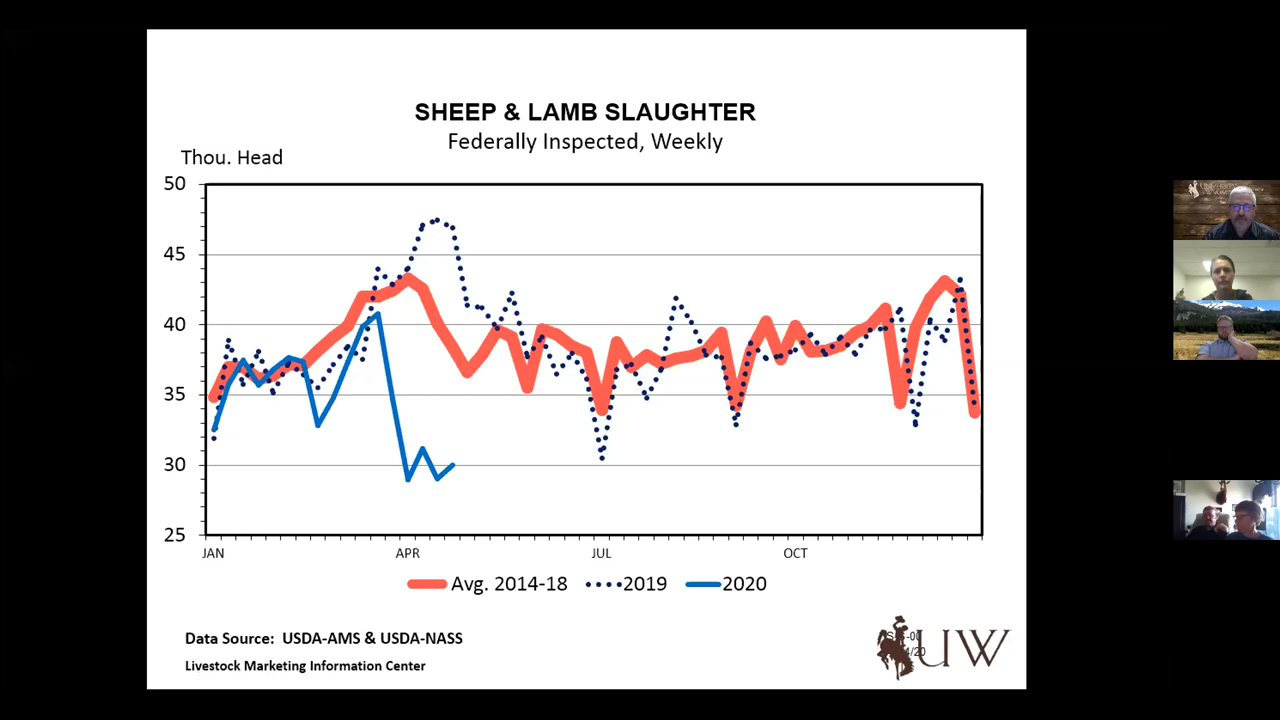 SHEEP & LAMB SLAUGHTER
Federally Inspected, Weekly
Thou. Head
50
45
40
35
30
25
JAN APR JUL OCT
Avg. 2014-18 2019 2020
Data Source: USDA-AMS & USDA-NASS
Livestock Marketing Information Center
UW